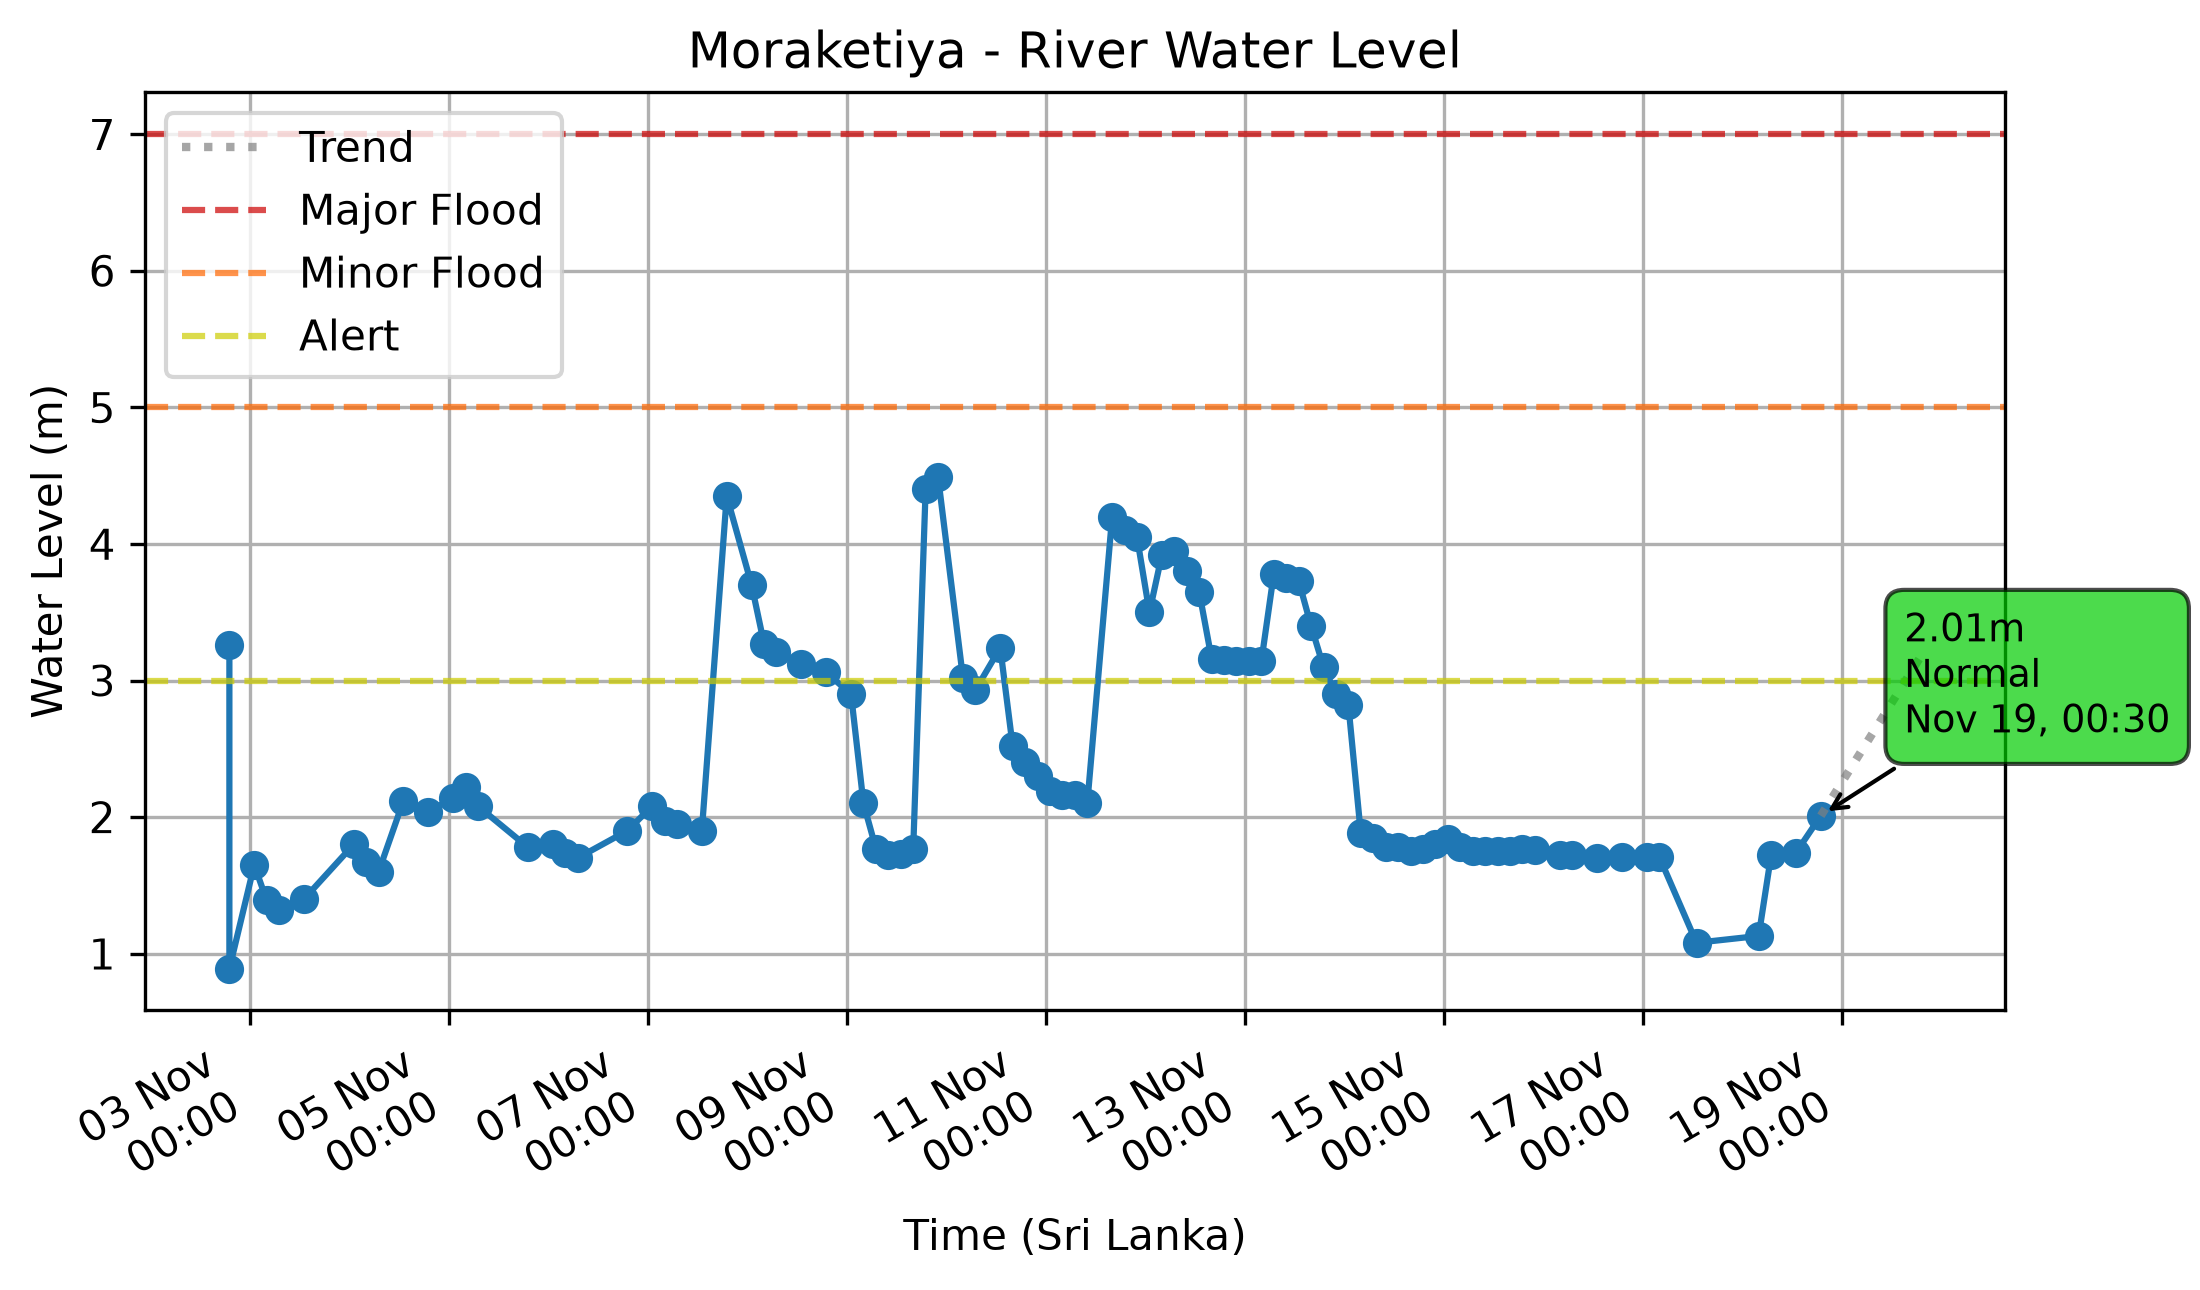 Moraketiya - River Water Level
Trend
Major Flood
Minor Flood
Alert
Water Level (m)
7
6
5
4
3
2
1
2.01m
Normal
Nov 19, 00:30
03 Nov
00:00
05 Nov
00:00
07 Nov
00:00
09 Nov
00:00
11 Nov
00:00
13 Nov
00:00
15 Nov
00:00
17 Nov
00:00
19 Nov
00:00
Time (Sri Lanka)